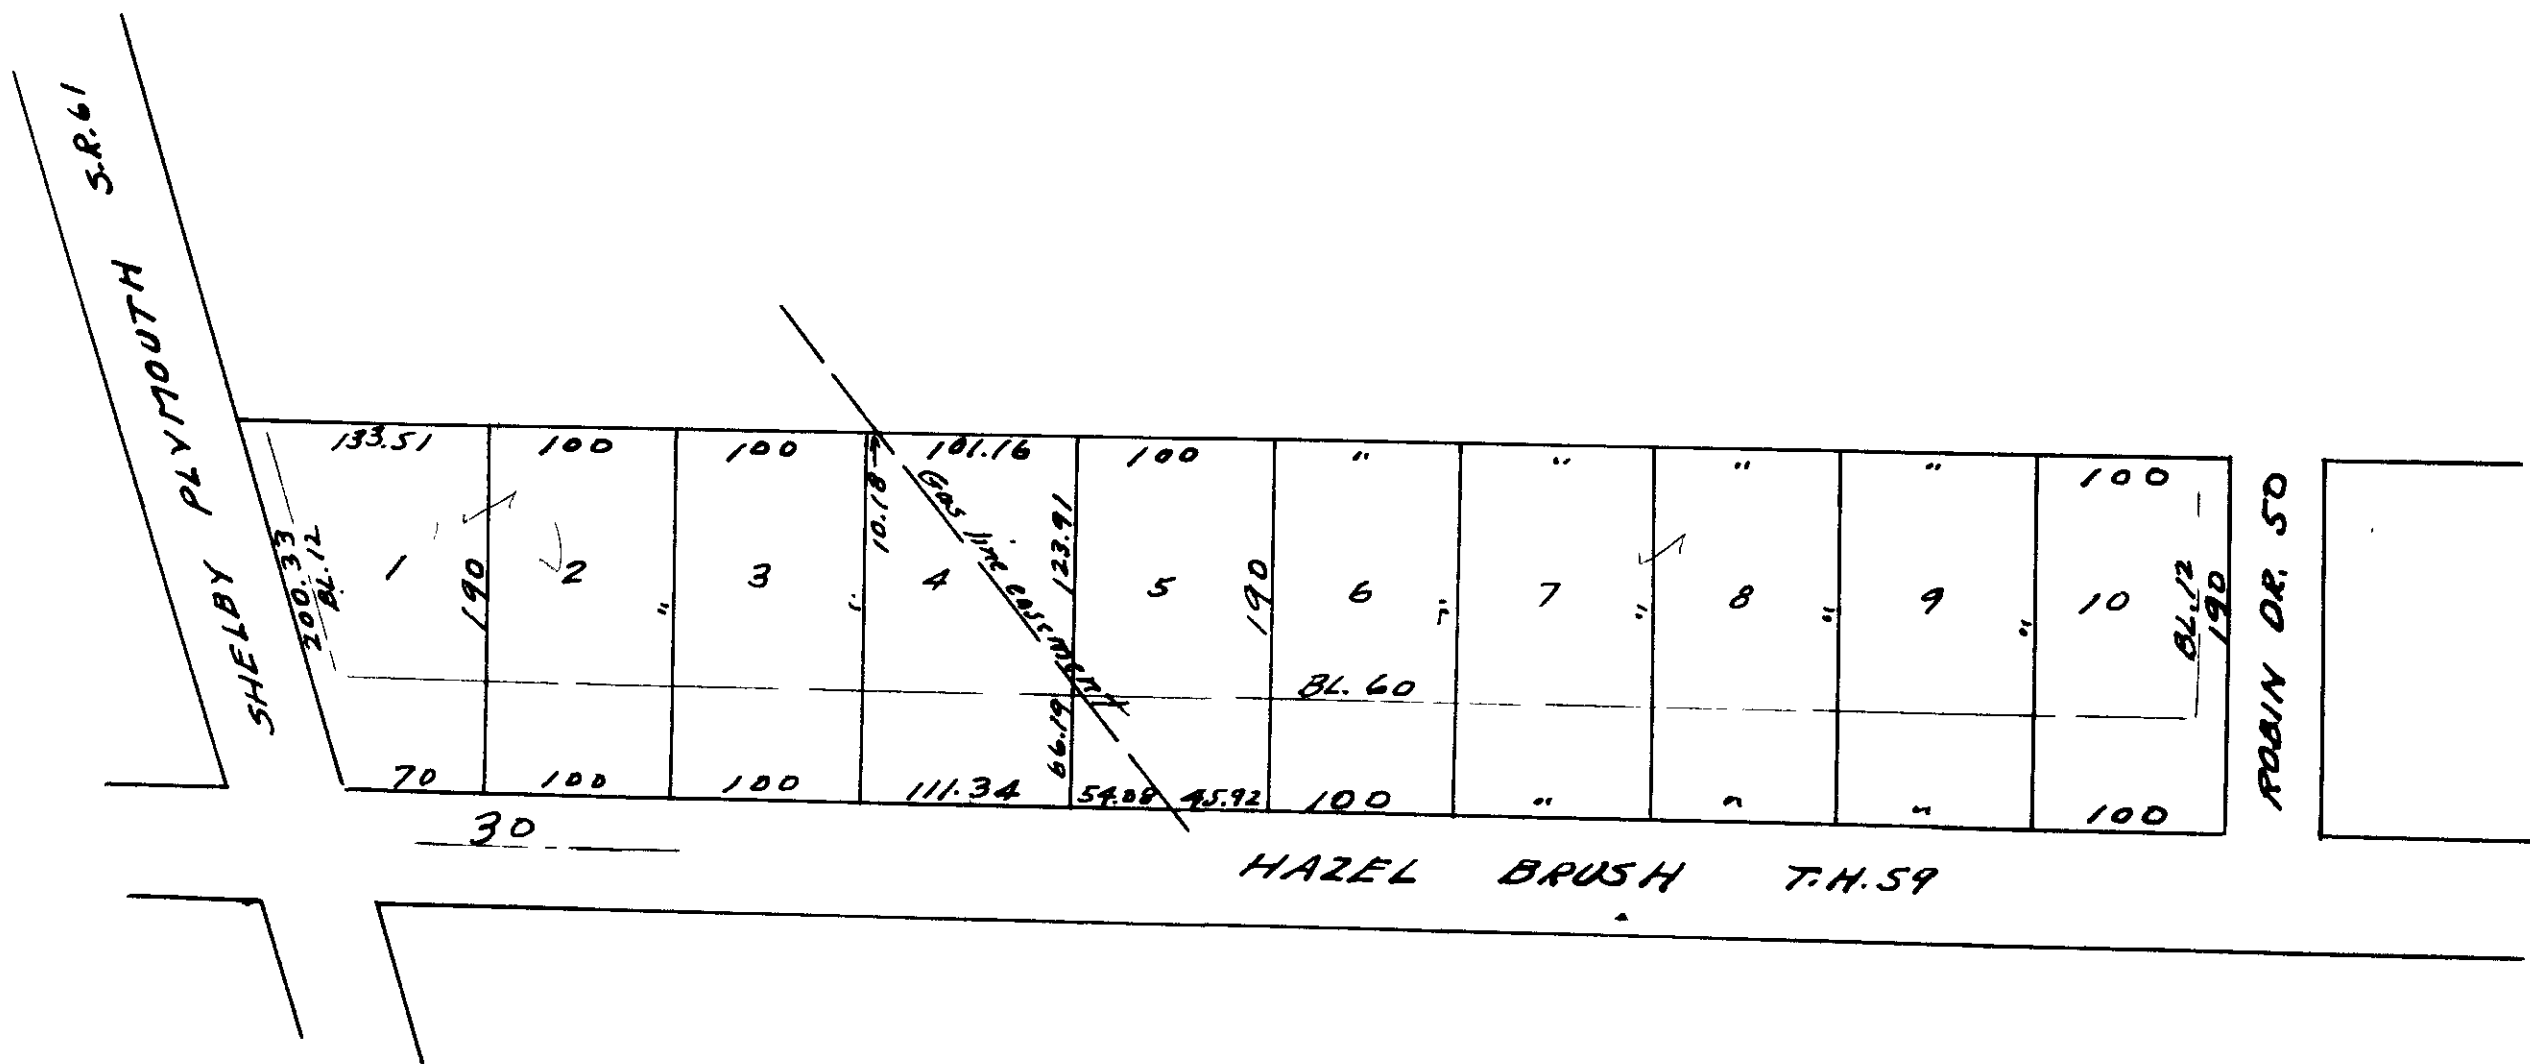 SHELBY PLYMOUTH S.R.61
133.51 100 100 101.16 100 " " " " 100
10.18
Gas line easement
200.33
BL.12
1 2 3 4 5 6 7 8 9 10
190 " " 123.91 190 " " " " BL.12 190
ROBIN DR. 50
BL. 60
66.19
70 100 100 111.34 54.08 45.92 100 " " " 100
30
HAZEL BRUSH T.H.59